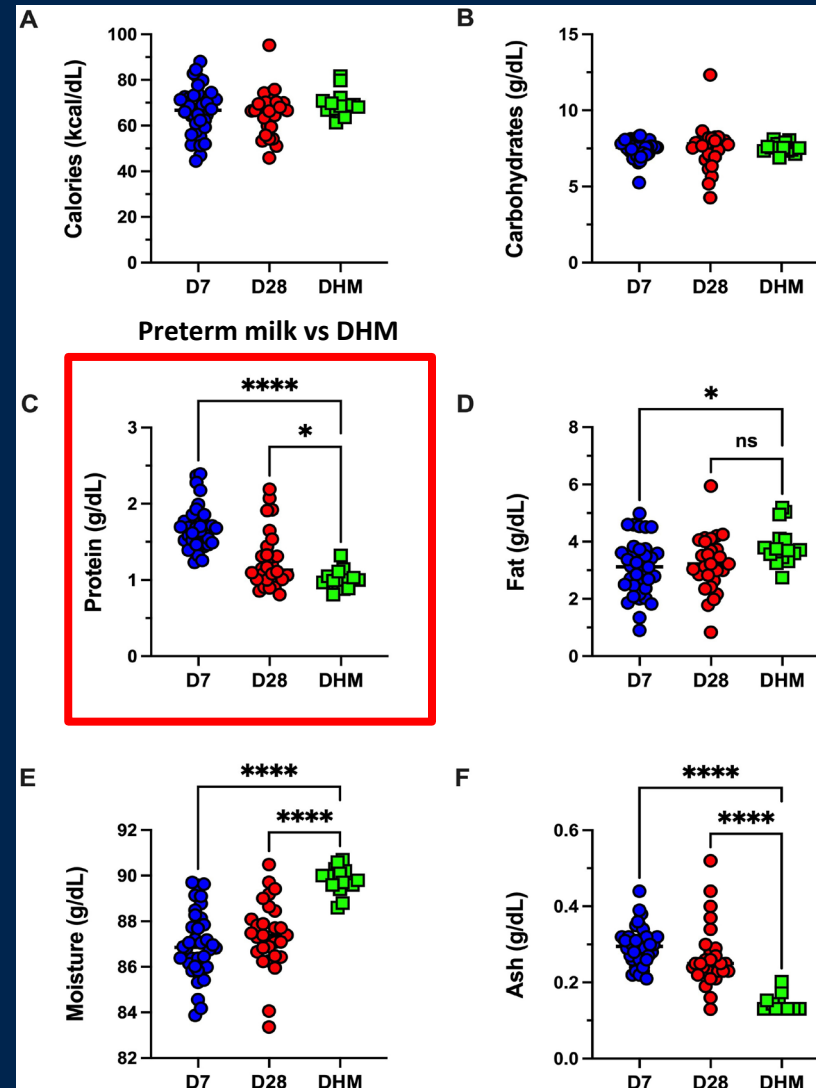 A
Calories (kcal/dL)
100
80
60
40
20
0
D7 D28 DHM
B
Carbohydrates (g/dL)
15
10
5
0
D7 D28 DHM
Preterm milk vs DHM
C
Protein (g/dL)
3
2
1
0
****
*
D7 D28 DHM
D
Fat (g/dL)
8
6
4
2
0
*
ns
D7 D28 DHM
E
Moisture (g/dL)
92
90
88
86
84
82
****
****
D7 D28 DHM
F
Ash (g/dL)
0.6
0.4
0.2
0.0
****
****
D7 D28 DHM